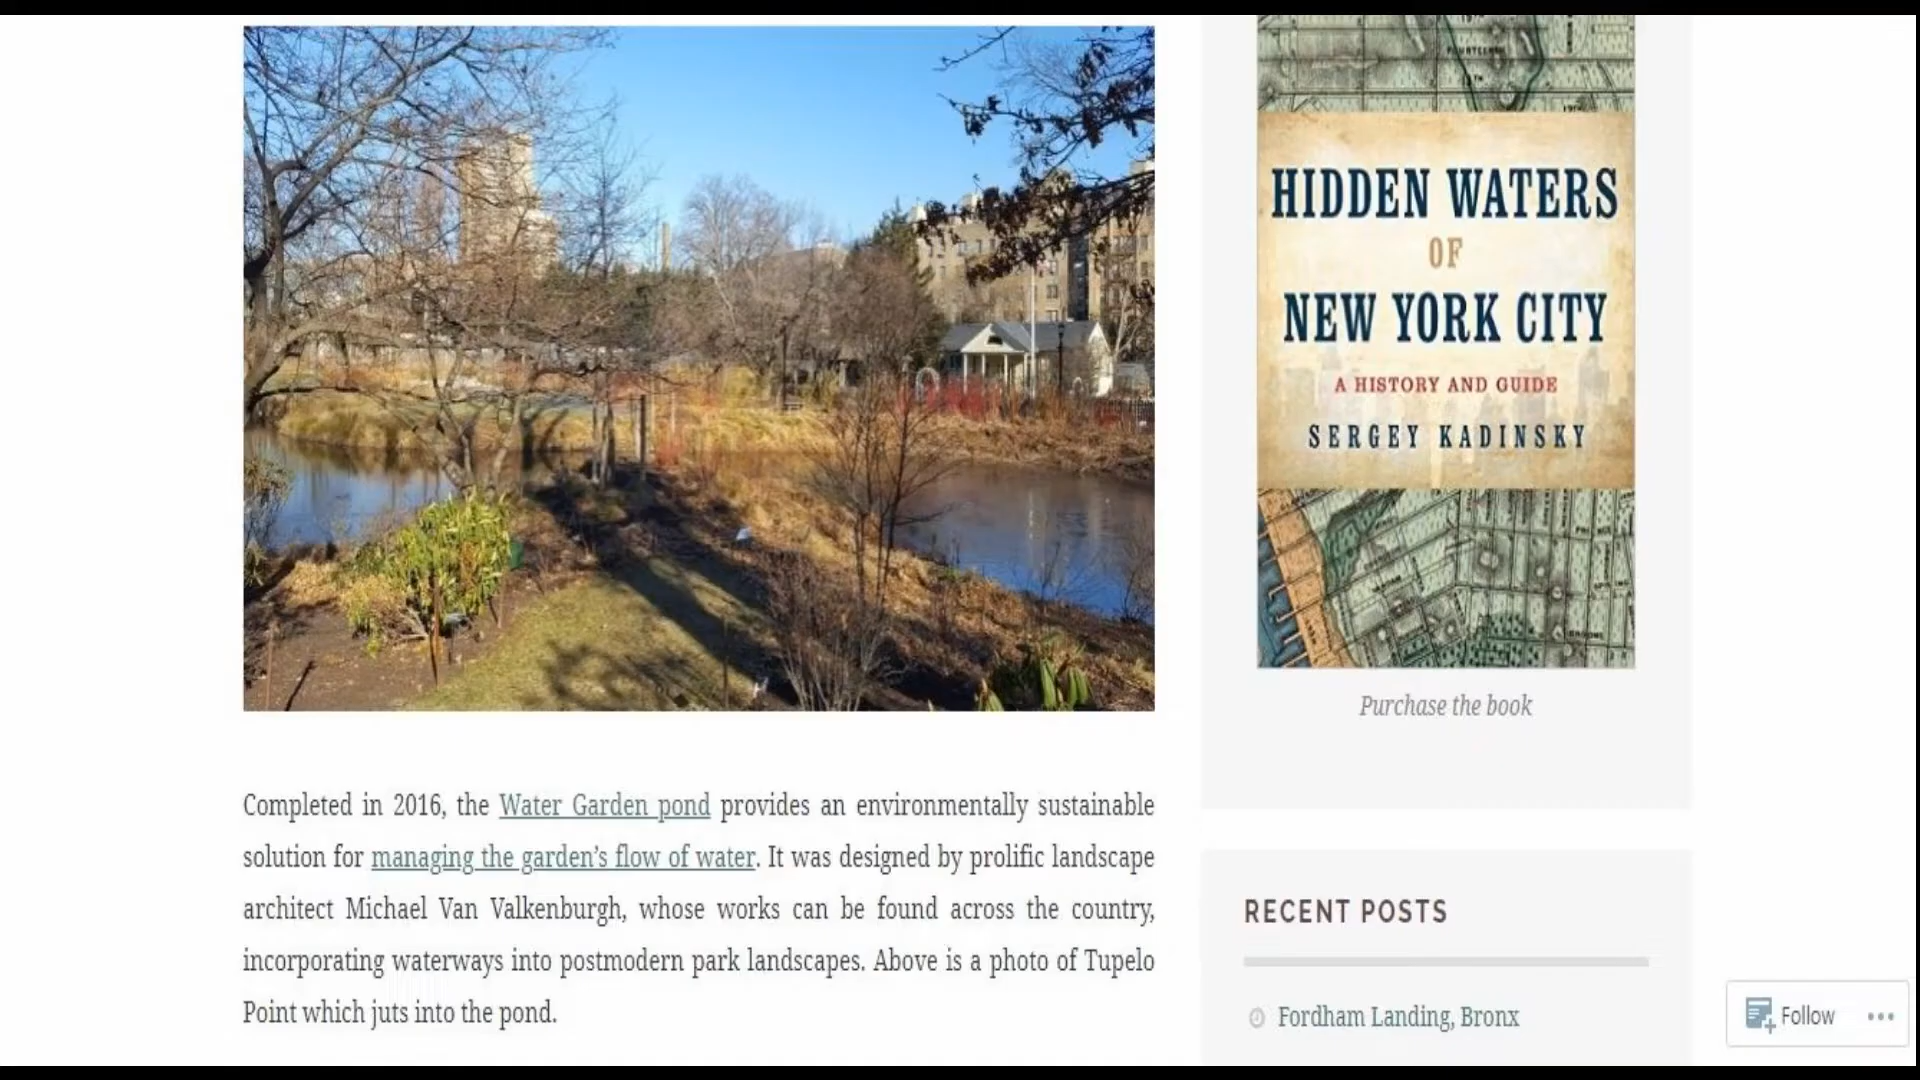 HIDDEN WATERS
OF
NEW YORK CITY
A HISTORY AND GUIDE
SERGEY KADINSKY
Purchase the book
Completed in 2016, the Water Garden pond provides an environmentally sustainable
solution for managing the garden’s flow of water. It was designed by prolific landscape
architect Michael Van Valkenburgh, whose works can be found across the country,
incorporating waterways into postmodern park landscapes. Above is a photo of Tupelo
Point which juts into the pond.
RECENT POSTS
Fordham Landing, Bronx
Follow